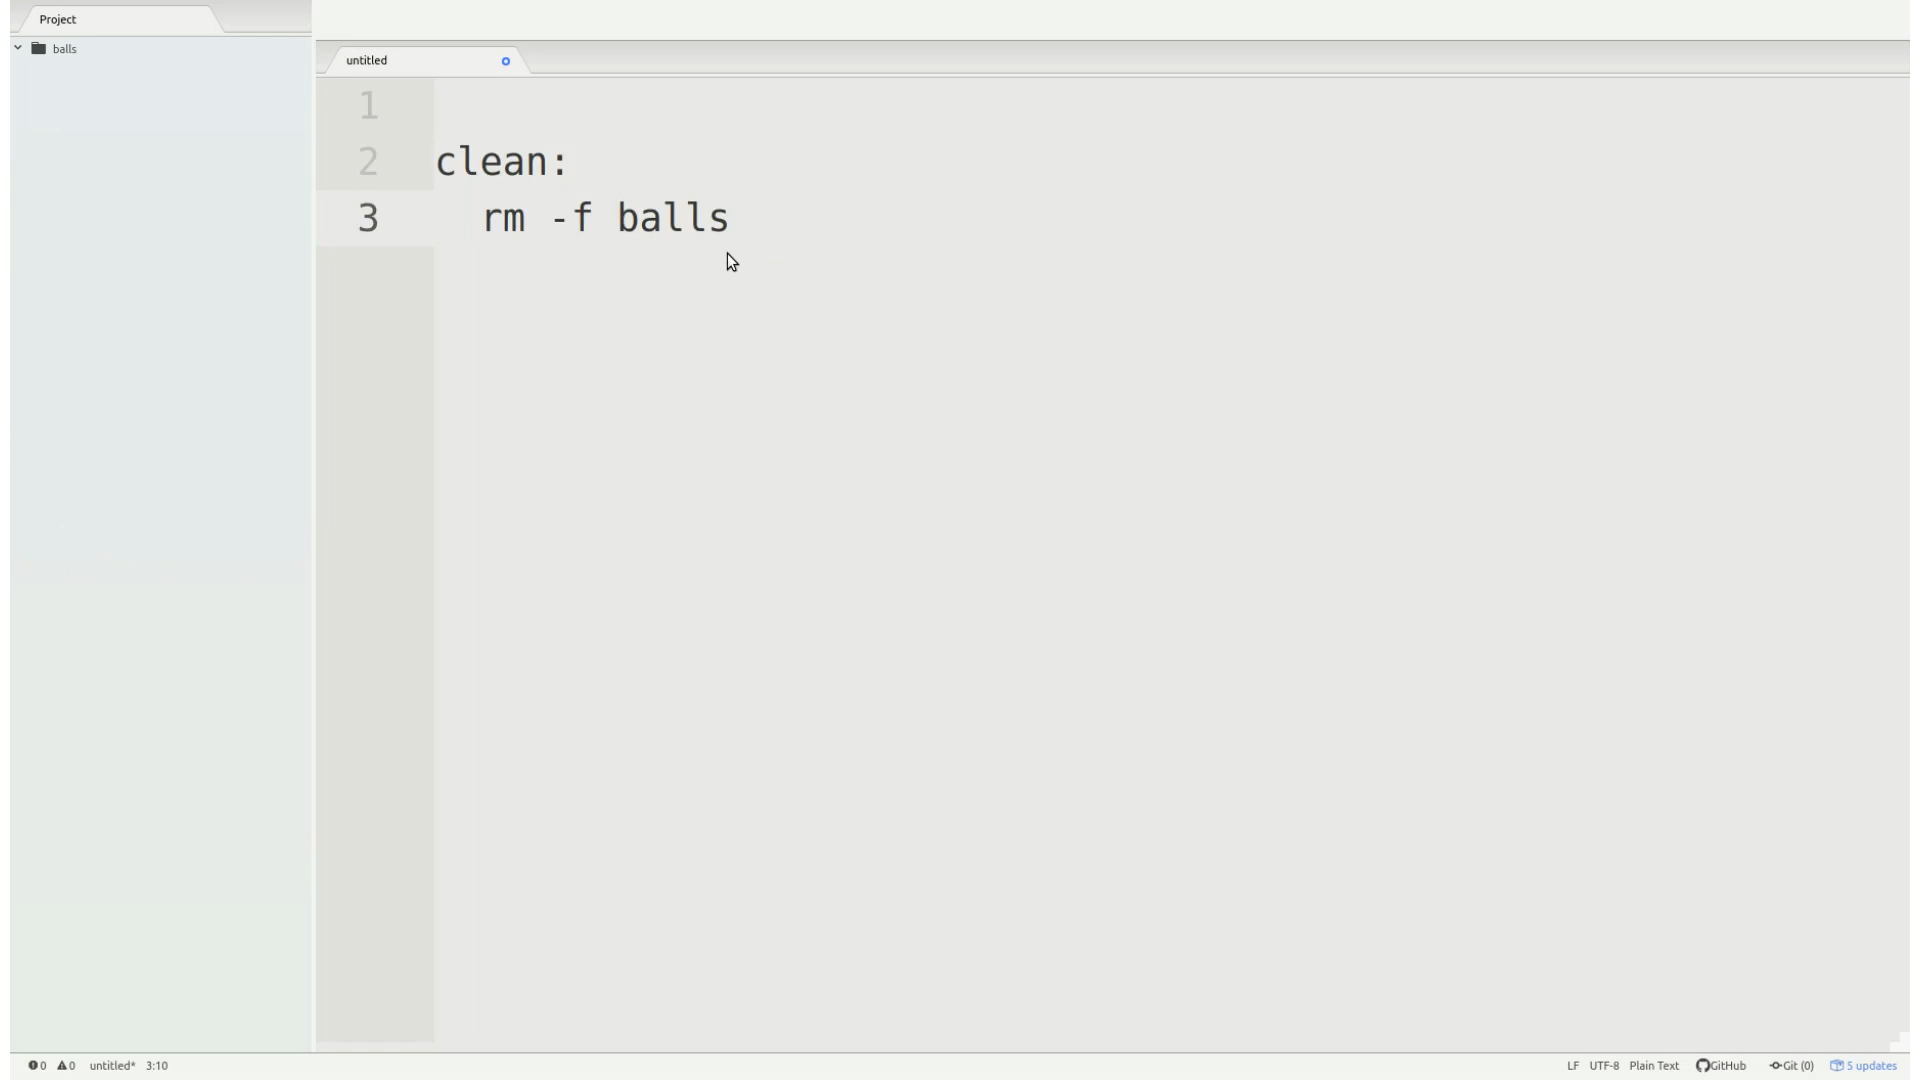 Project
balls
untitled
1
2 clean:
3 rm -f balls
0 0 untitled* 3:10 LF UTF-8 Plain Text GitHub Git (0) 5 updates